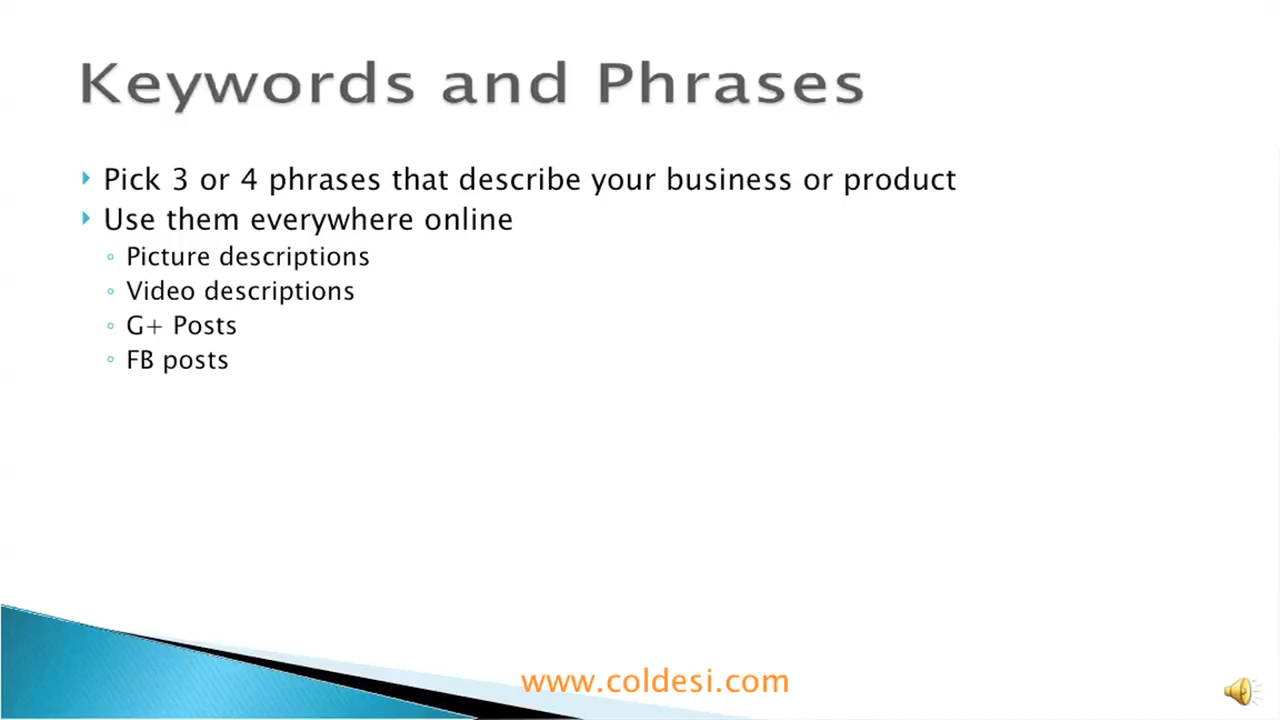 Keywords and Phrases
Pick 3 or 4 phrases that describe your business or product
Use them everywhere online
Picture descriptions
Video descriptions
G+ Posts
FB posts
www.coldesi.com